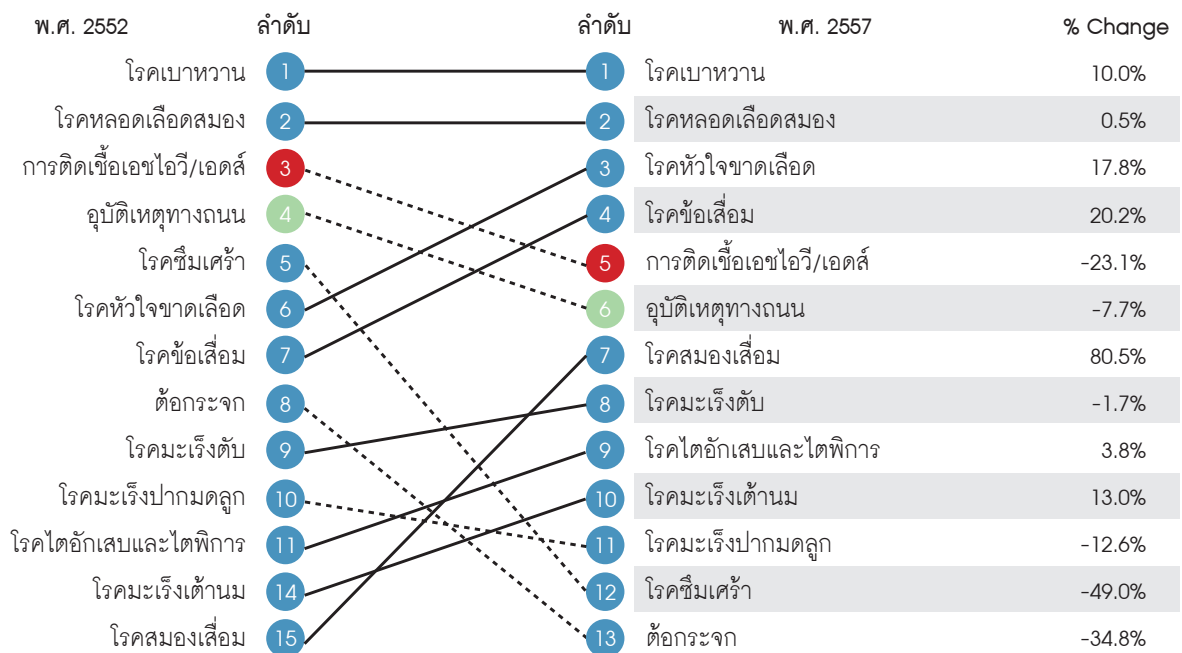 พ.ศ. 2552 ลำดับ ลำดับ พ.ศ. 2557 % Change
โรคเบาหวาน 1 1 โรคเบาหวาน 10.0%
โรคหลอดเลือดสมอง 2 2 โรคหลอดเลือดสมอง 0.5%
การติดเชื้อเอชไอวี/เอดส์ 3 3 โรคหัวใจขาดเลือด 17.8%
อุบัติเหตุทางถนน 4 4 โรคข้อเสื่อม 20.2%
โรคซึมเศร้า 5 5 การติดเชื้อเอชไอวี/เอดส์ -23.1%
โรคหัวใจขาดเลือด 6 6 อุบัติเหตุทางถนน -7.7%
โรคข้อเสื่อม 7 7 โรคสมองเสื่อม 80.5%
ต้อกระจก 8 8 โรคมะเร็งตับ -1.7%
โรคมะเร็งตับ 9 9 โรคไตอักเสบและไตพิการ 3.8%
โรคมะเร็งปากมดลูก 10 10 โรคมะเร็งเต้านม 13.0%
โรคไตอักเสบและไตพิการ 11 11 โรคมะเร็งปากมดลูก -12.6%
โรคมะเร็งเต้านม 14 12 โรคซึมเศร้า -49.0%
โรคสมองเสื่อม 15 13 ต้อกระจก -34.8%